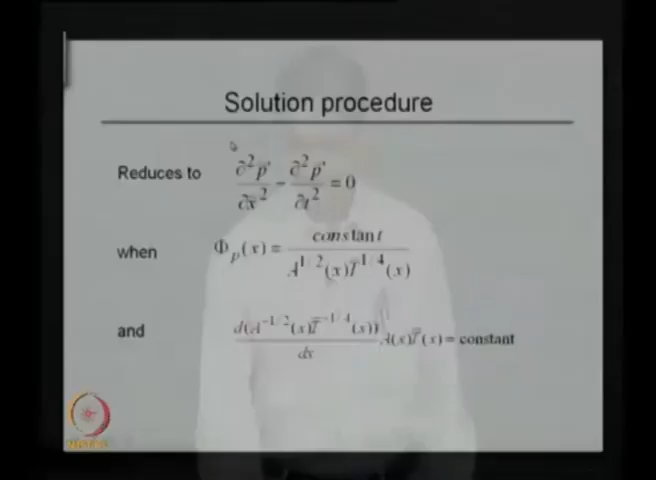 Solution procedure
Reduces to ∂²p'/∂x² - ∂²p'/∂t² = 0
when Φ_p(x) = constant / A^{1/2}(x)T̄^{1/4}(x)
and d(A^{-1/2}(x)T̄^{-1/4}(x))/dx A(x)T̄(x) = constant